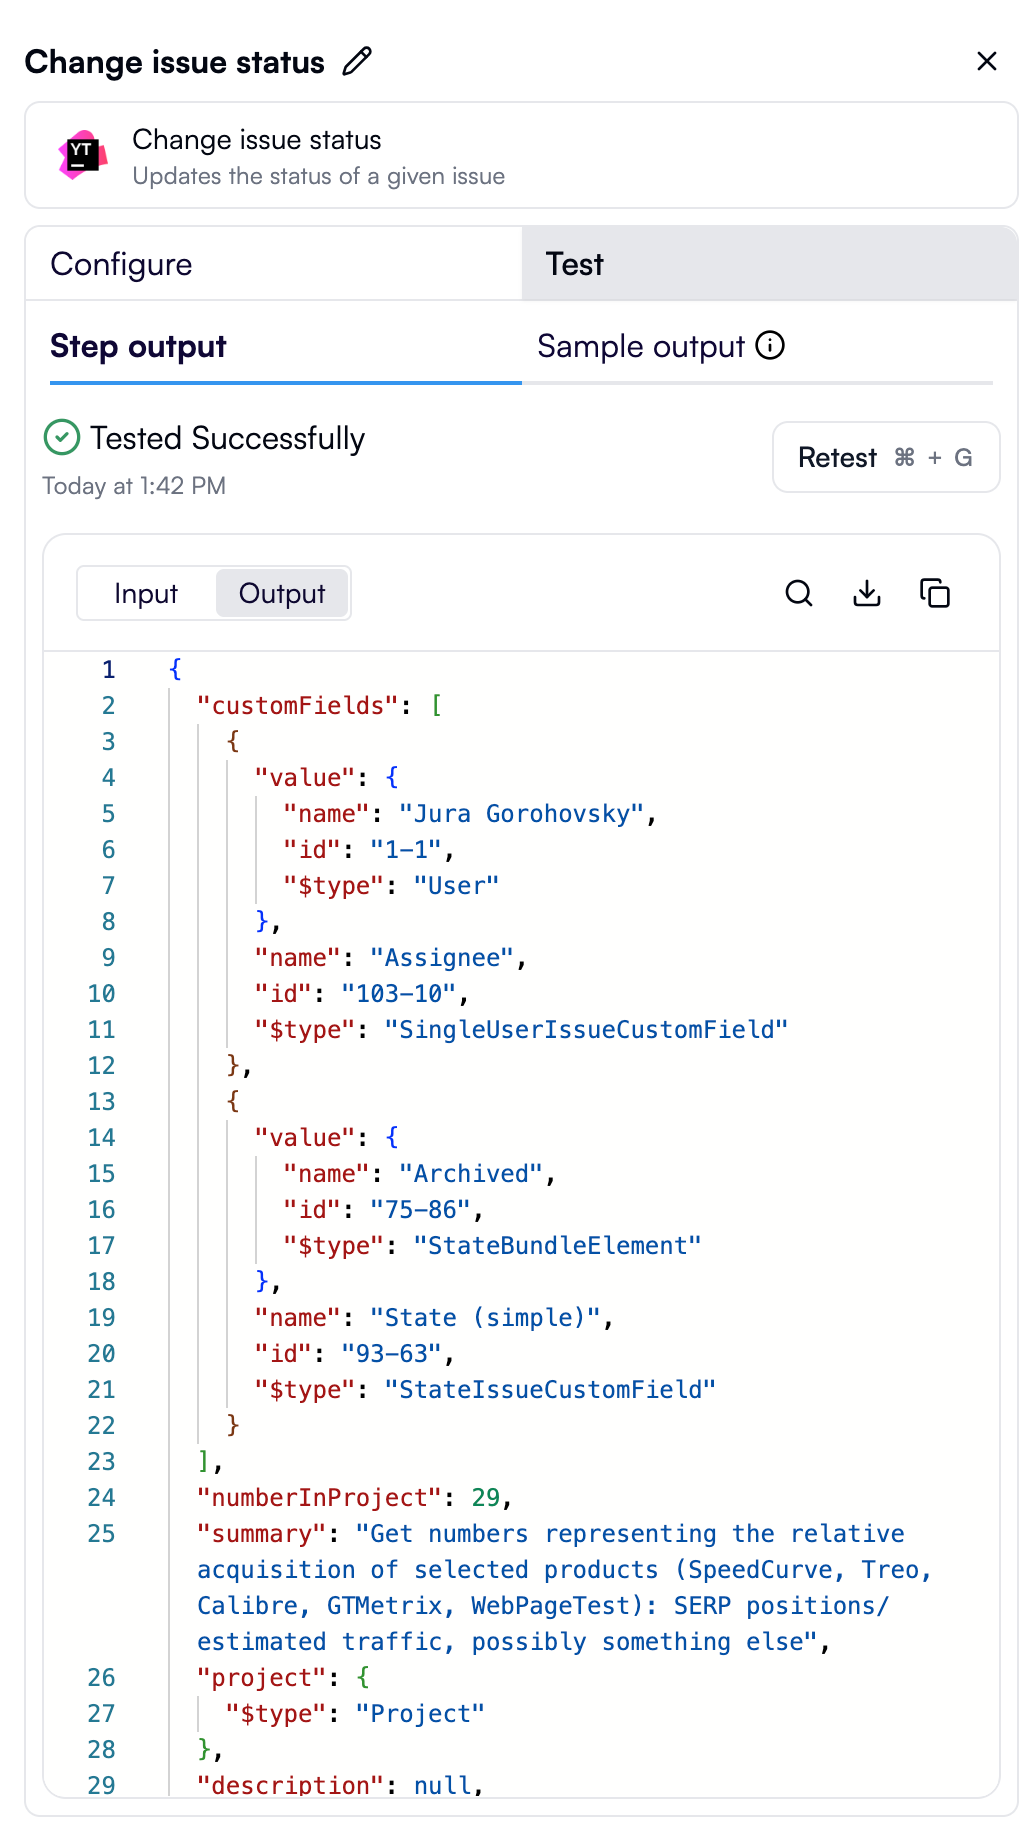 Change issue status
YT
Change issue status
Updates the status of a given issue
Configure
Test
Step output
Sample output
Tested Successfully
Today at 1:42 PM
Retest ⌘ + G
Input
Output
1 {
2 "customFields": [
3 {
4 "value": {
5 "name": "Jura Gorohovsky",
6 "id": "1-1",
7 "$type": "User"
8 },
9 "name": "Assignee",
10 "id": "103-10",
11 "$type": "SingleUserIssueCustomField"
12 },
13 {
14 "value": {
15 "name": "Archived",
16 "id": "75-86",
17 "$type": "StateBundleElement"
18 },
19 "name": "State (simple)",
20 "id": "93-63",
21 "$type": "StateIssueCustomField"
22 }
23 ],
24 "numberInProject": 29,
25 "summary": "Get numbers representing the relative
acquisition of selected products (SpeedCurve, Treo,
Calibre, GTMetrix, WebPageTest): SERP positions/
estimated traffic, possibly something else",
26 "project": {
27 "$type": "Project"
28 },
29 "description": null,